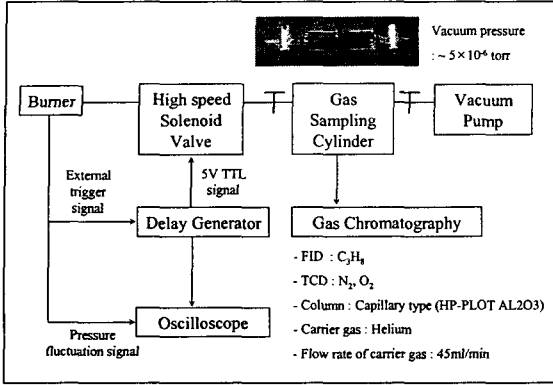 Vacuum pressure
: ~ 5×10⁻⁶ torr
Burner
High speed
Solenoid
Valve
Gas
Sampling
Cylinder
Vacuum
Pump
External
trigger
signal
5V TTL
signal
Delay Generator
Gas Chromatography
- FID : C₃H₈
- TCD : N₂, O₂
- Column : Capillary type (HP-PLOT AL2O3)
- Carrier gas : Helium
- Flow rate of carrier gas : 45ml/min
Oscilloscope
Pressure
fluctuation signal